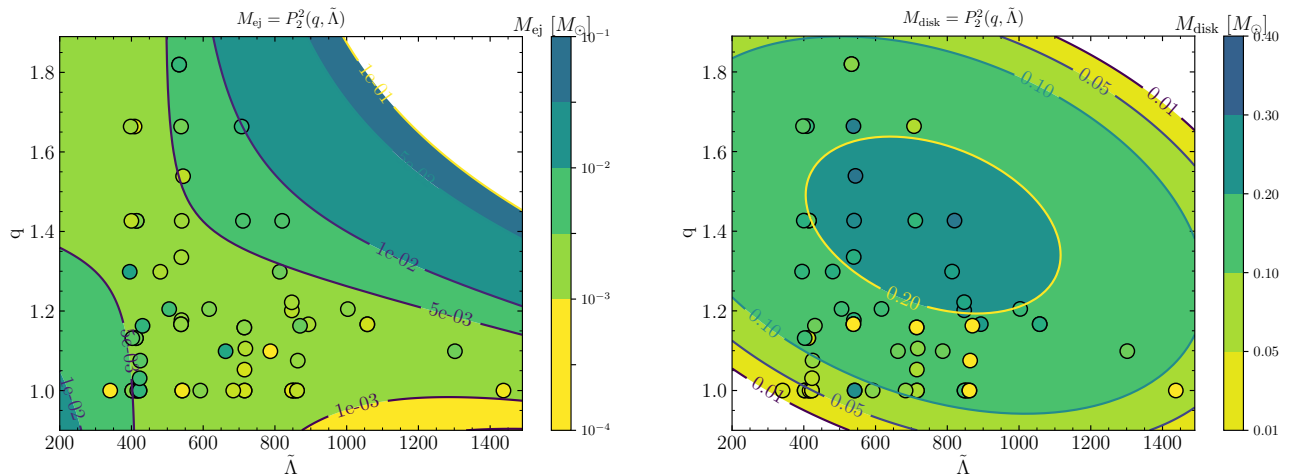 M_ej = P_2^2(q, Λ̃)
M_ej [M_⊙]
1.8
1.6
1.4
1.2
1.0
q
200
400
600
800
1000
1200
1400
Λ̃
1e-01
1e-02
5e-03
5e-03
1e-02
1e-03
10^−1
10^−2
10^−3
10^−4
M_disk = P_2^2(q, Λ̃)
M_disk [M_⊙]
1.8
1.6
1.4
1.2
1.0
q
200
400
600
800
1000
1200
1400
Λ̃
0.10
0.05
0.01
0.20
0.10
0.05
0.01
0.40
0.30
0.20
0.10
0.05
0.01